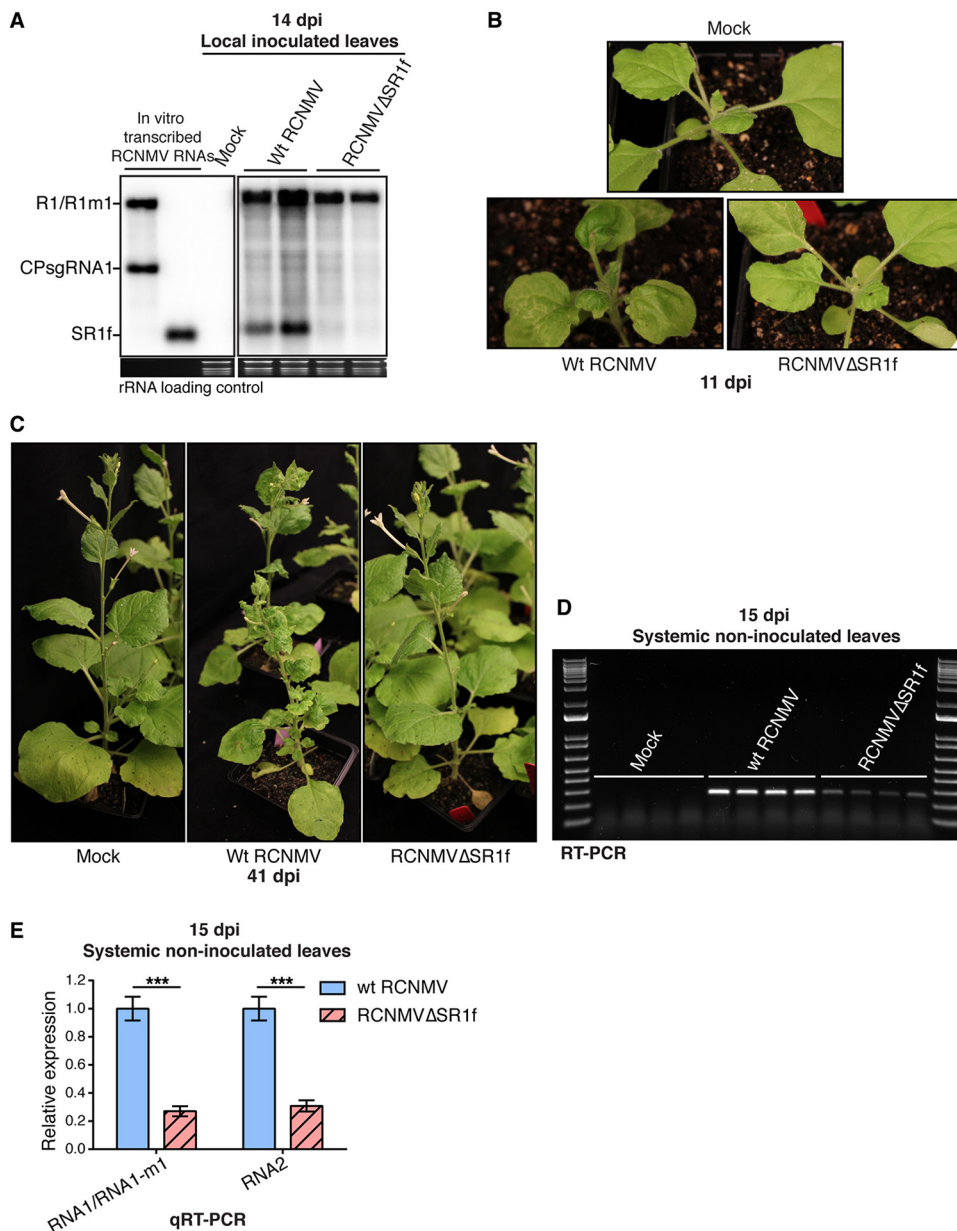 A
14 dpi
Local inoculated leaves
In vitro
transcribed
RCNMV RNAs
Mock
Wt RCNMV
RCNMVΔSR1f
R1/R1m1
CPsgRNA1
SR1f
rRNA loading control
B
Mock
Wt RCNMV
RCNMVΔSR1f
11 dpi
C
Mock
Wt RCNMV
RCNMVΔSR1f
41 dpi
D
15 dpi
Systemic non-inoculated leaves
Mock
wt RCNMV
RCNMVΔSR1f
RT-PCR
E
15 dpi
Systemic non-inoculated leaves
Relative expression
1.2
1.0
0.8
0.6
0.4
0.2
0.0
***
***
wt RCNMV
RCNMVΔSR1f
RNA1/RNA1-m1
RNA2
qRT-PCR